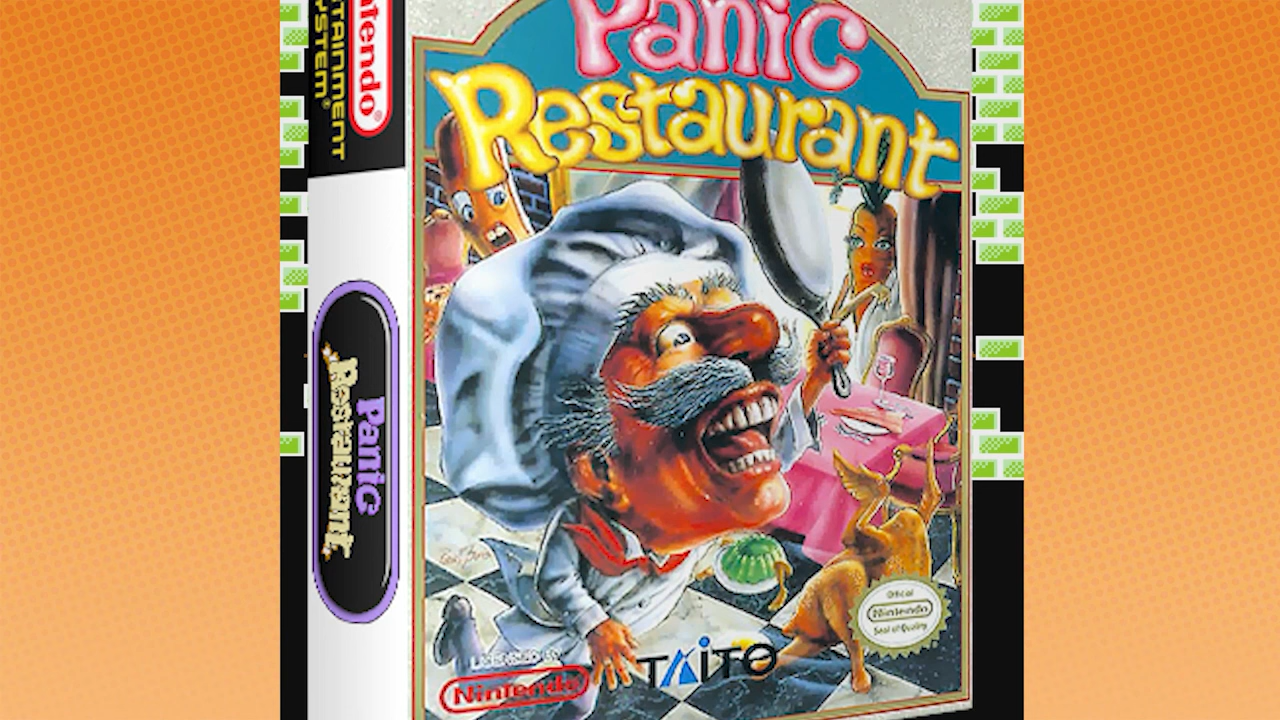 Nintendo
ENTERTAINMENT
SYSTEM®
Panic
Restaurant
Panic
Restaurant
LICENSED BY
Nintendo®
TAITO
Official
Nintendo
Seal of Quality